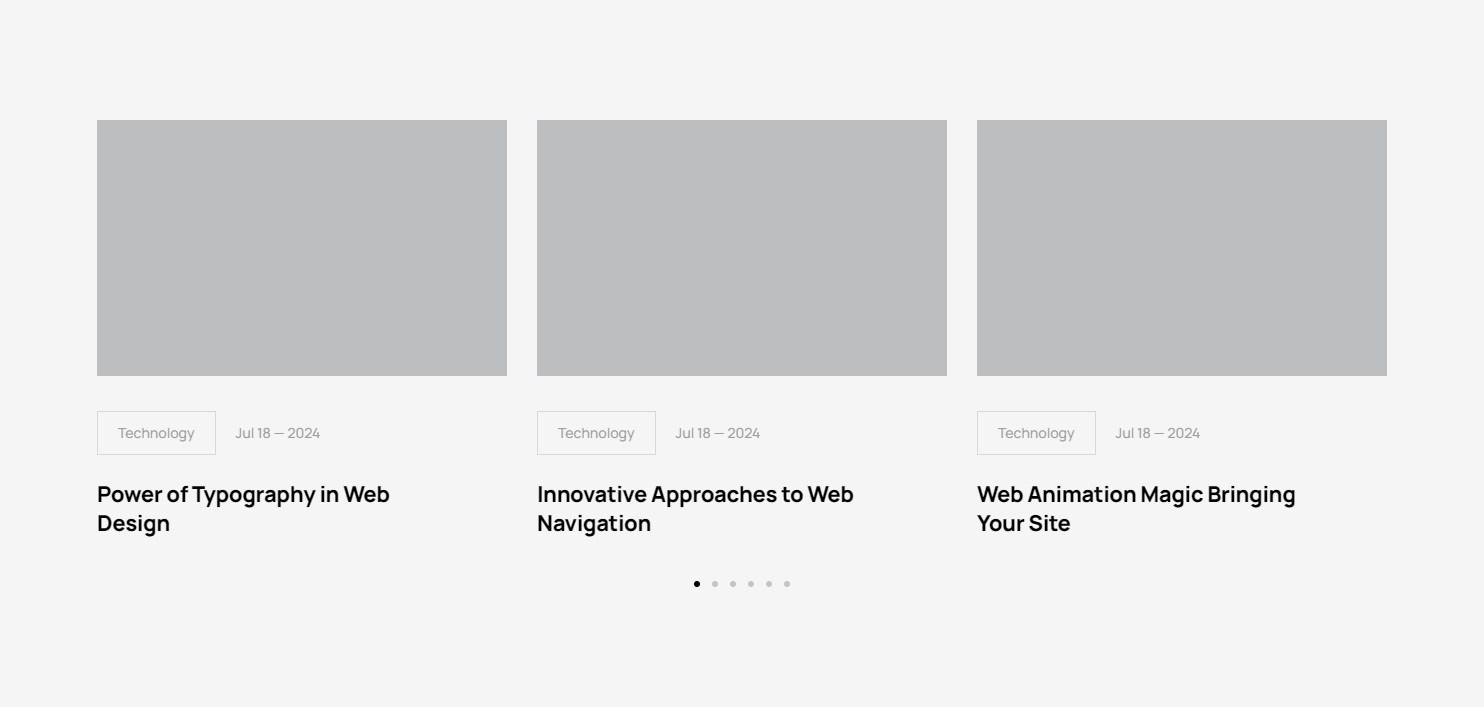 Technology Jul 18 — 2024
Power of Typography in Web
Design
Technology Jul 18 — 2024
Innovative Approaches to Web
Navigation
Technology Jul 18 — 2024
Web Animation Magic Bringing
Your Site